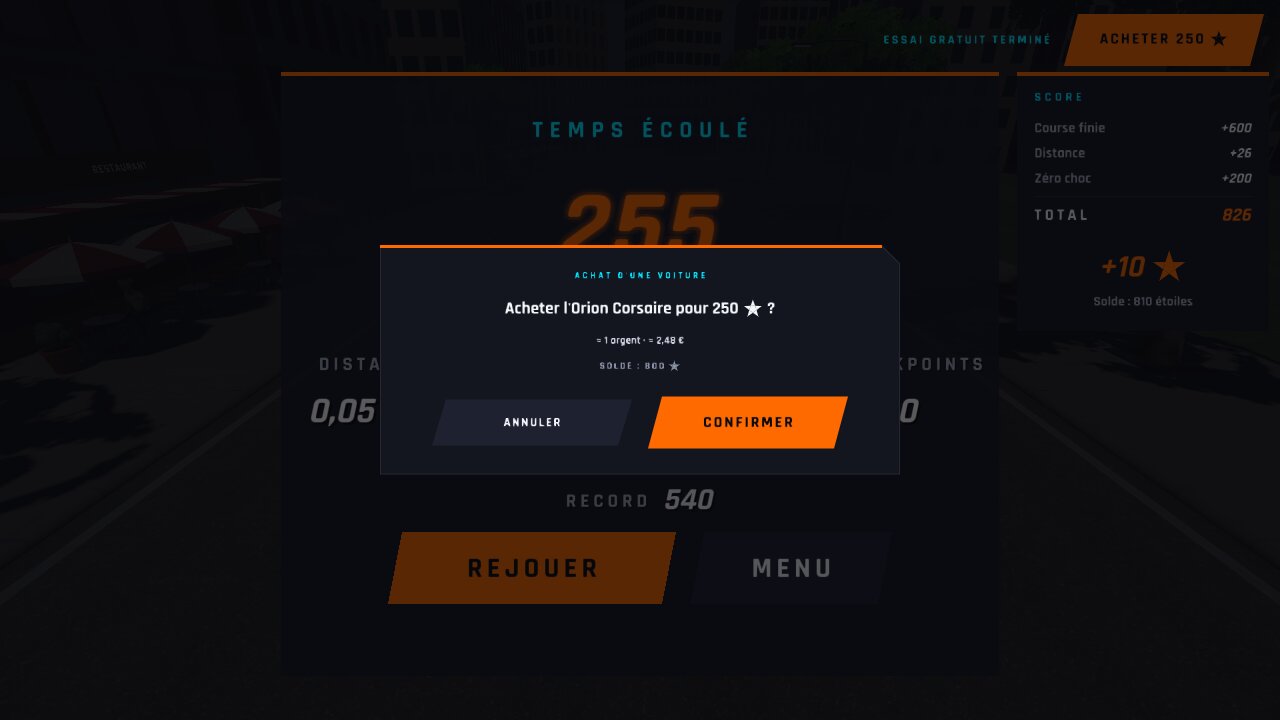 ESSAI GRATUIT TERMINÉ
ACHETER 250 ★
TEMPS ÉCOULÉ
255
SCORE
Course finie +600
Distance +26
Zéro choc +200
TOTAL 826
+10 ★
Solde : 810 étoiles
RESTAURANT
ACHAT D'UNE VOITURE
Acheter l'Orion Corsaire pour 250 ★ ?
≈ 1 argent · ≈ 2,48 €
SOLDE : 800 ★
ANNULER
CONFIRMER
0,05
RECORD 540
REJOUER
MENU